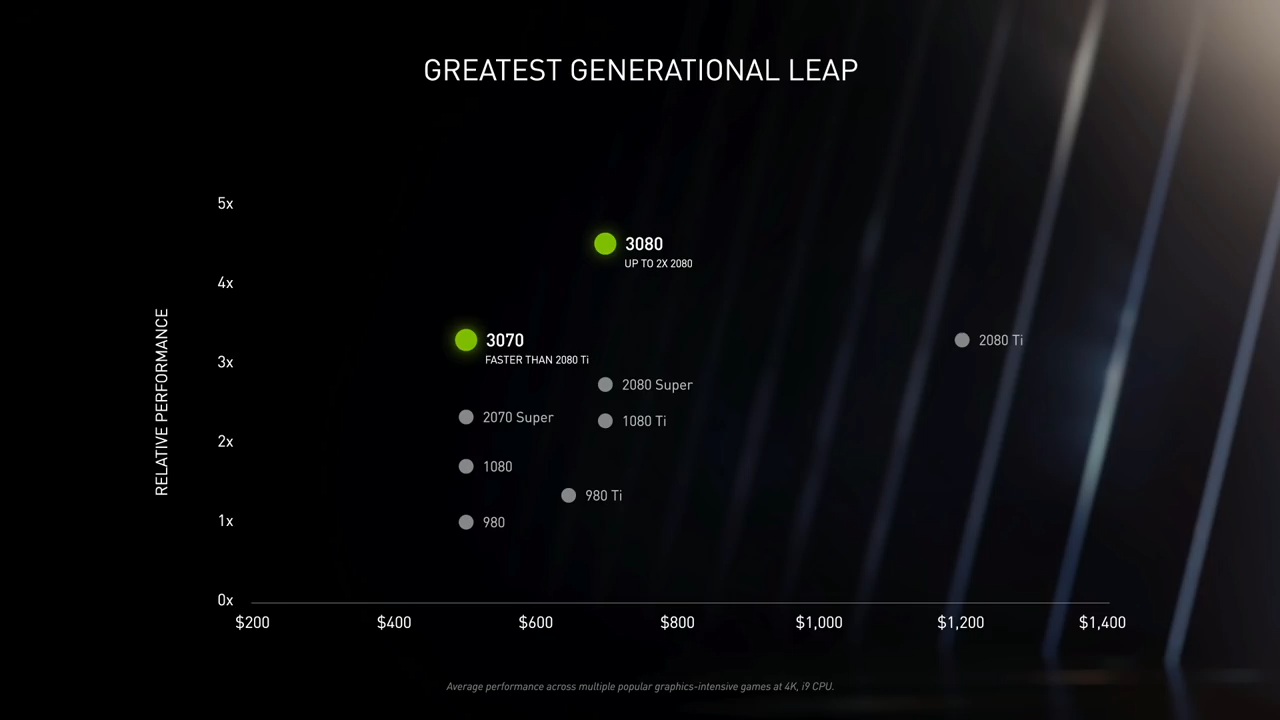 GREATEST GENERATIONAL LEAP
RELATIVE PERFORMANCE
5x
4x
3x
2x
1x
0x
3080
UP TO 2X 2080
3070
FASTER THAN 2080 Ti
2080 Ti
2080 Super
2070 Super
1080 Ti
1080
980 Ti
980
$200
$400
$600
$800
$1,000
$1,200
$1,400
Average performance across multiple popular graphics-intensive games at 4K, i9 CPU.